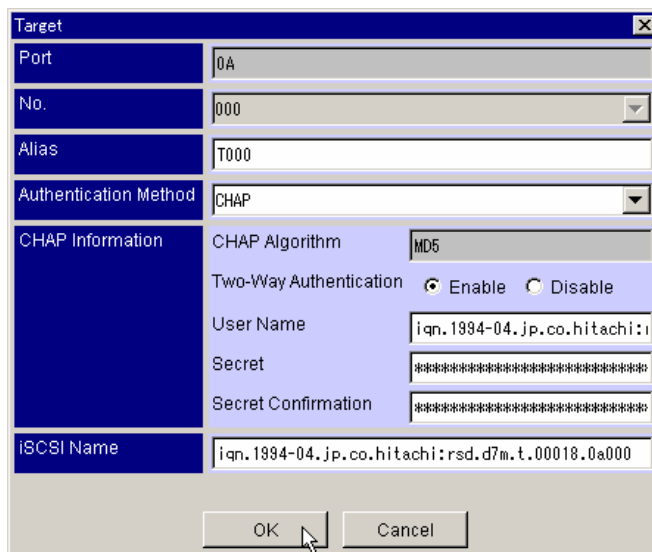 Target
Port 0A
No. 000
Alias T000
Authentication Method CHAP
CHAP Information CHAP Algorithm MD5
Two-Way Authentication Enable Disable
User Name iqn.1994-04.jp.co.hitachi:
Secret **************************
Secret Confirmation **************************
iSCSI Name iqn.1994-04.jp.co.hitachi:rsd.d7m.t.00018.0a000
OK Cancel